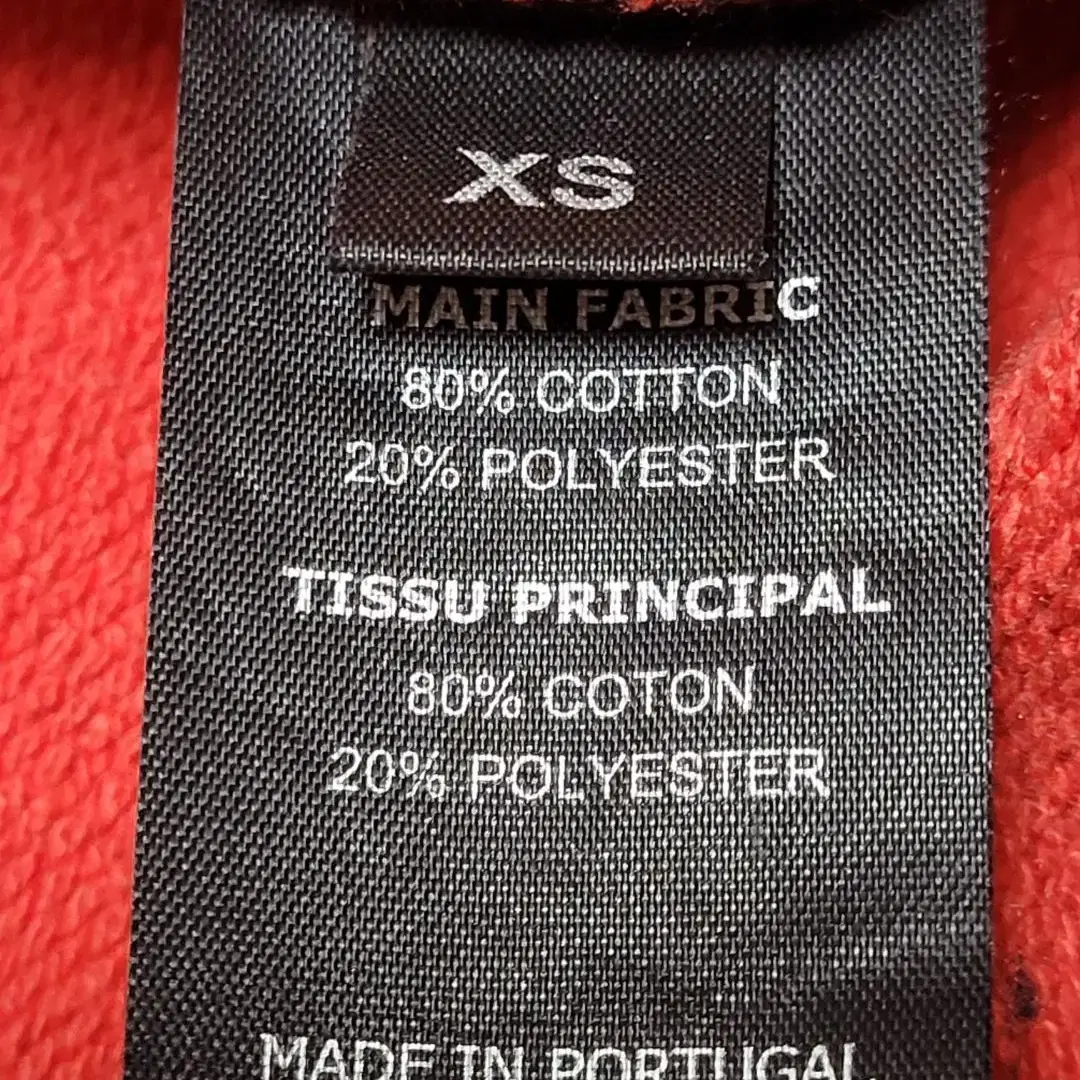 XS
MAIN FABRIC
80% COTTON
20% POLYESTER
TISSU PRINCIPAL
80% COTON
20% POLYESTER
MADE IN PORTUGAL